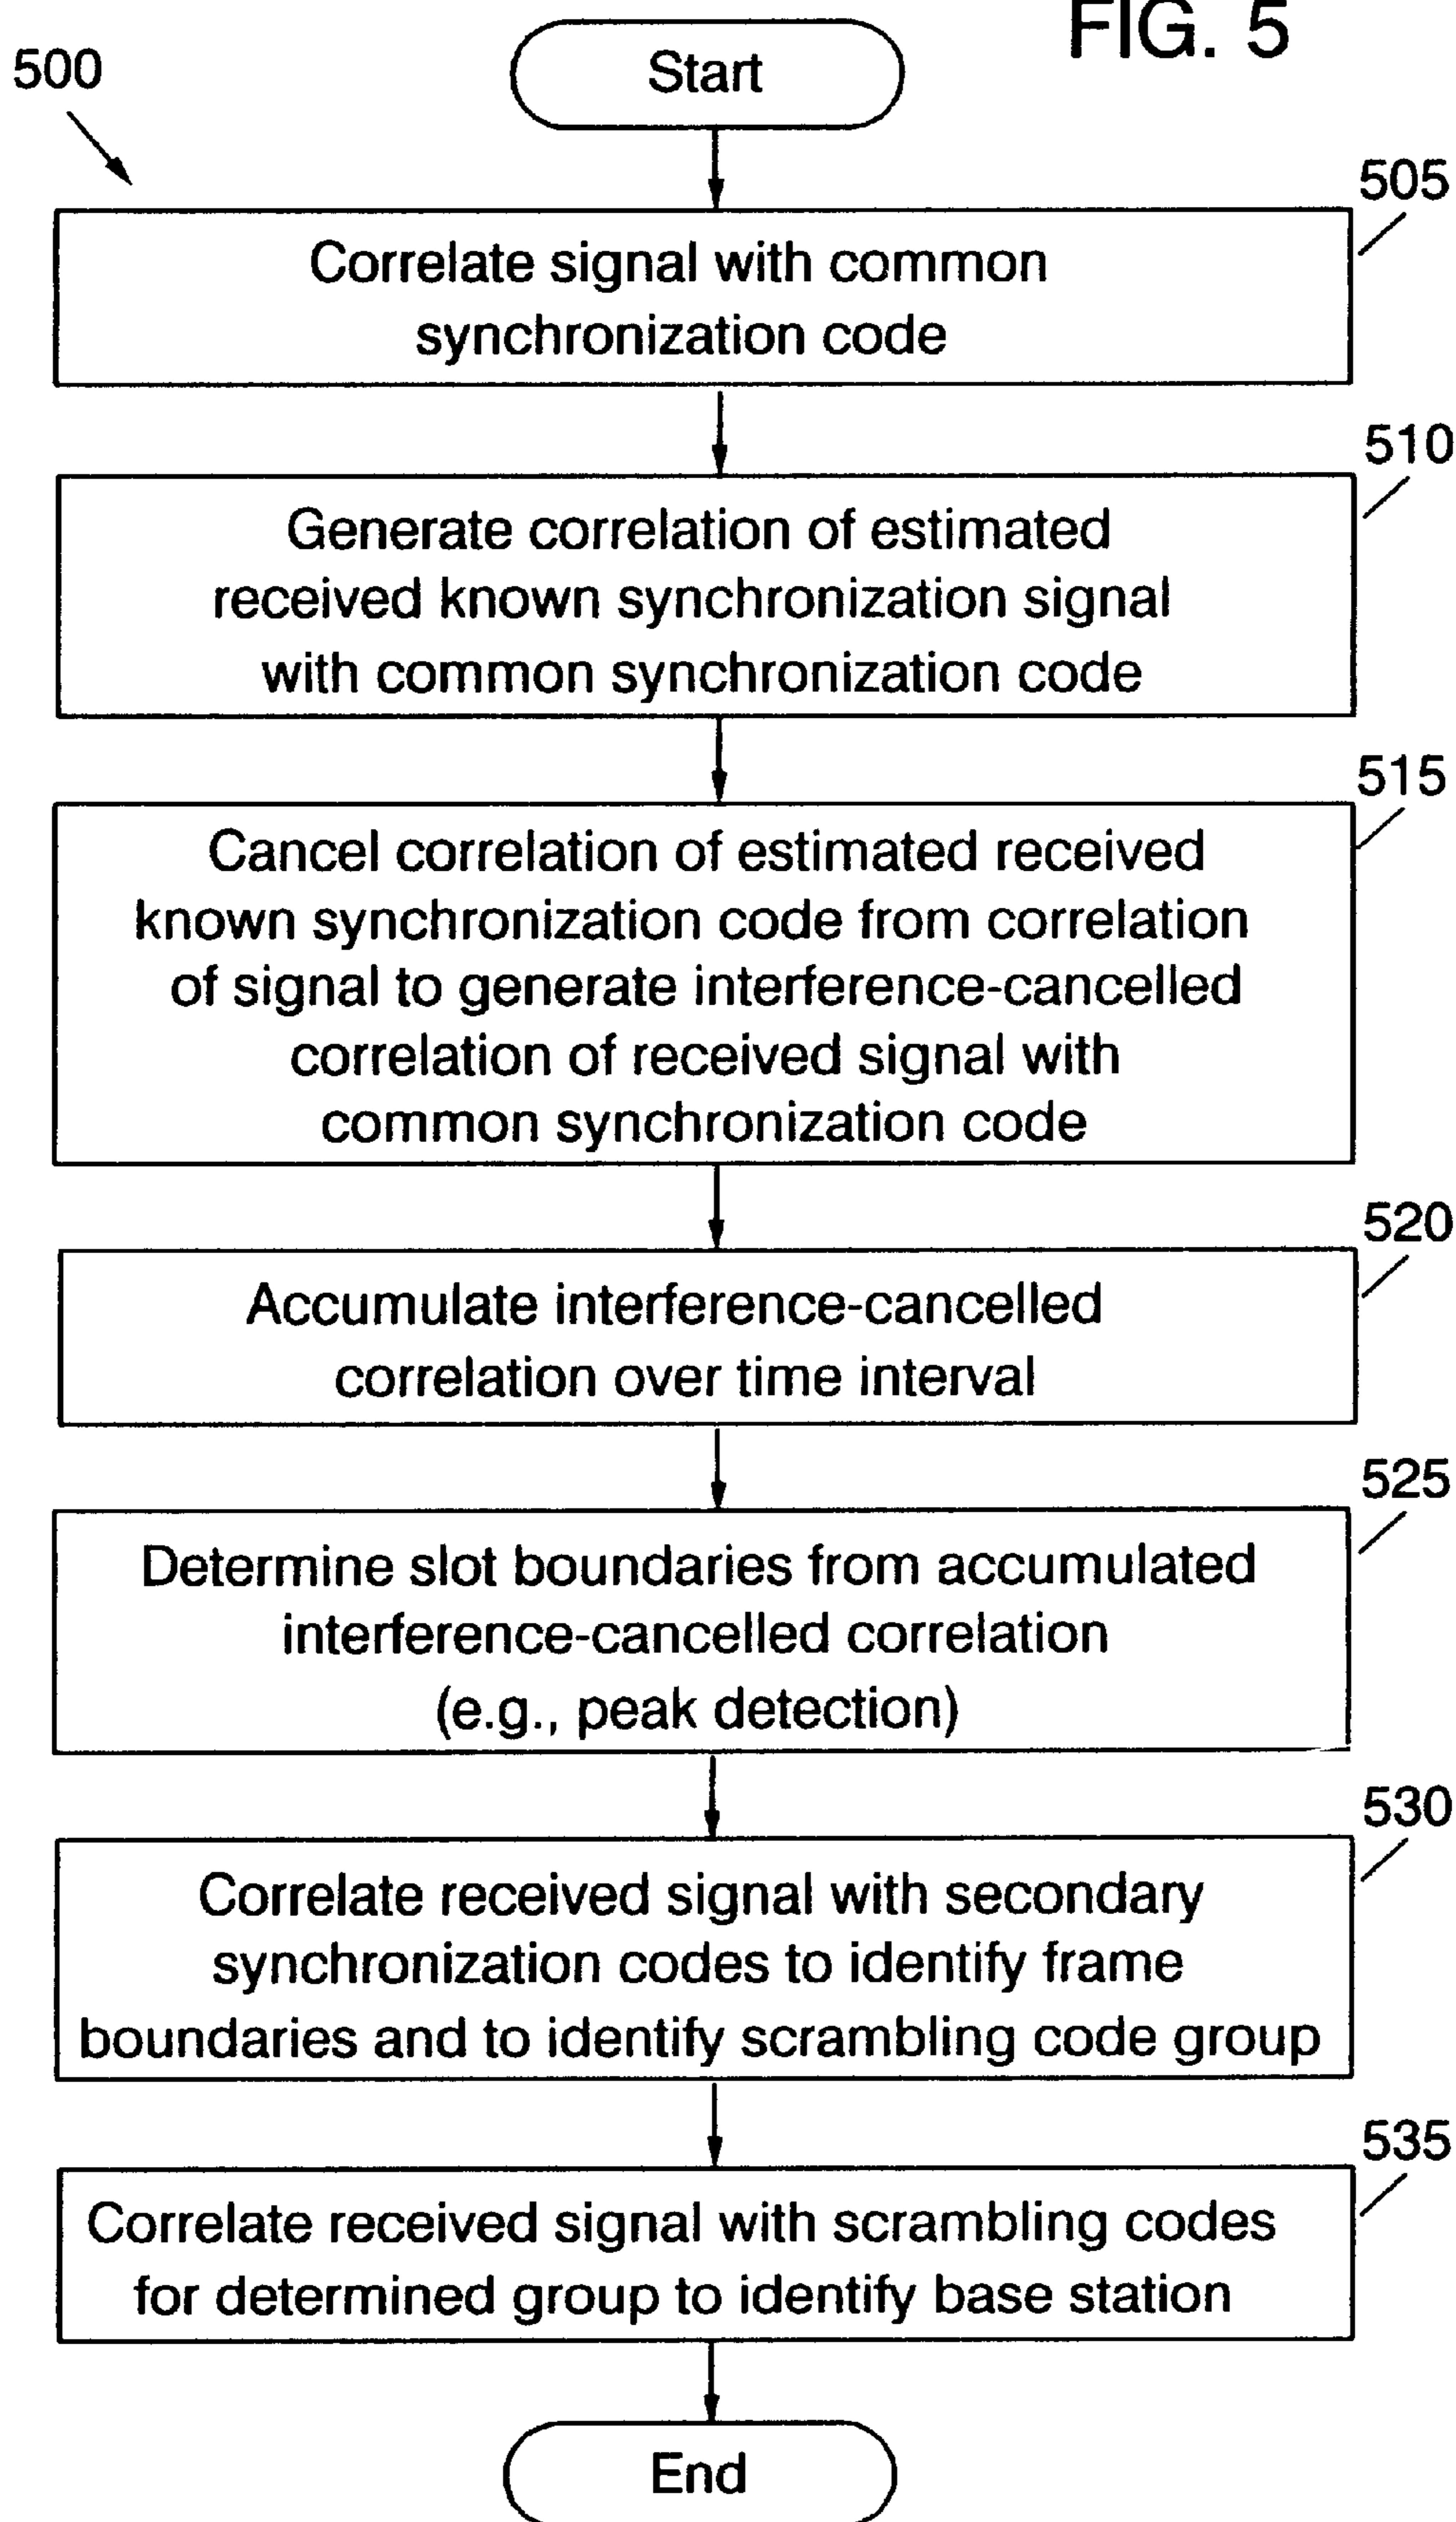 FIG. 5
500
Start
505
Correlate signal with common
synchronization code
510
Generate correlation of estimated
received known synchronization signal
with common synchronization code
515
Cancel correlation of estimated received
known synchronization code from correlation
of signal to generate interference-cancelled
correlation of received signal with
common synchronization code
520
Accumulate interference-cancelled
correlation over time interval
525
Determine slot boundaries from accumulated
interference-cancelled correlation
(e.g., peak detection)
530
Correlate received signal with secondary
synchronization codes to identify frame
boundaries and to identify scrambling code group
535
Correlate received signal with scrambling codes
for determined group to identify base station
End